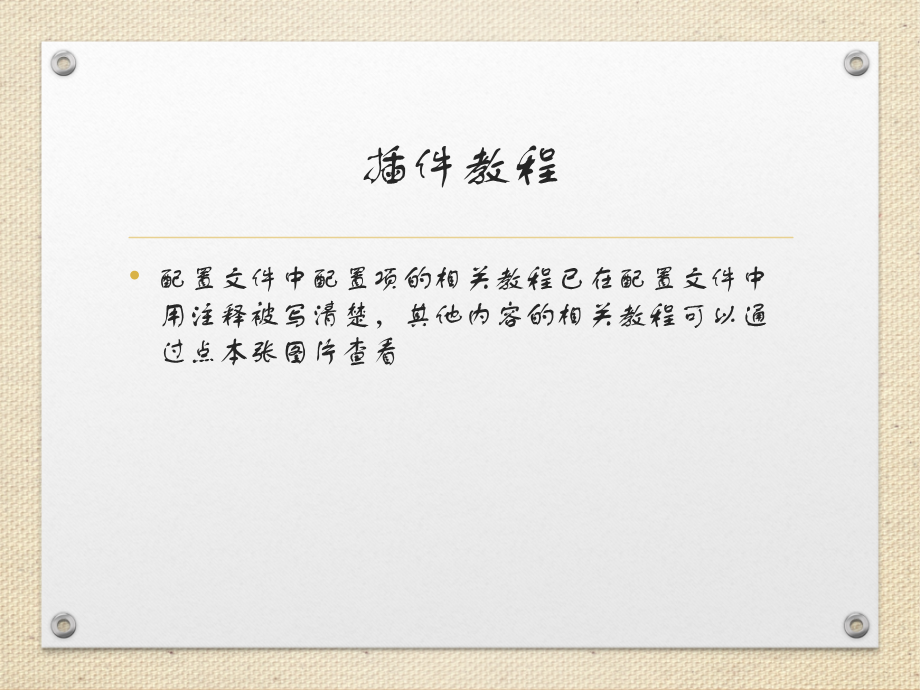 插件教程
• 配置文件中配置项的相关教程已在配置文件中
用注释被写清楚，其他内容的相关教程可以通
过点本张图片查看